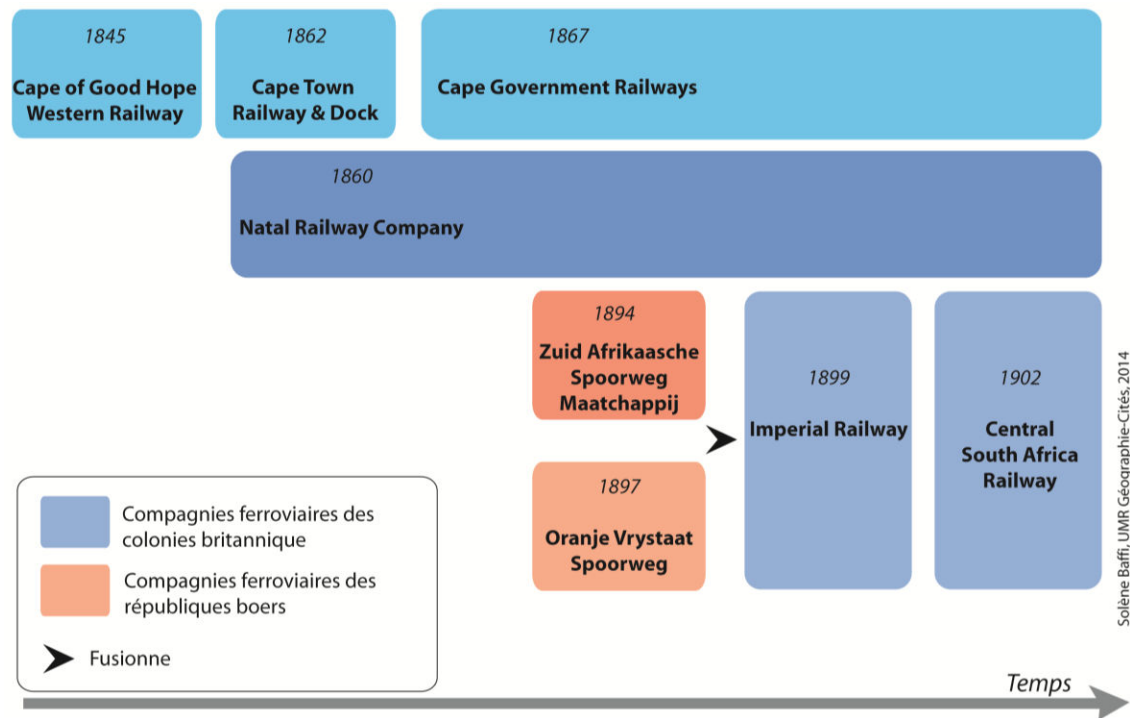 1845
Cape of Good Hope
Western Railway
1862
Cape Town
Railway & Dock
1867
Cape Government Railways
1860
Natal Railway Company
1894
Zuid Afrikaasche
Spoorweg
Maatchappij
1897
Oranje Vrystaat
Spoorweg
1899
Imperial Railway
1902
Central
South Africa
Railway
Compagnies ferroviaires des
colonies britannique
Compagnies ferroviaires des
républiques boers
Fusionne
Temps
Solène Baffi, UMR Géographie-Cités, 2014